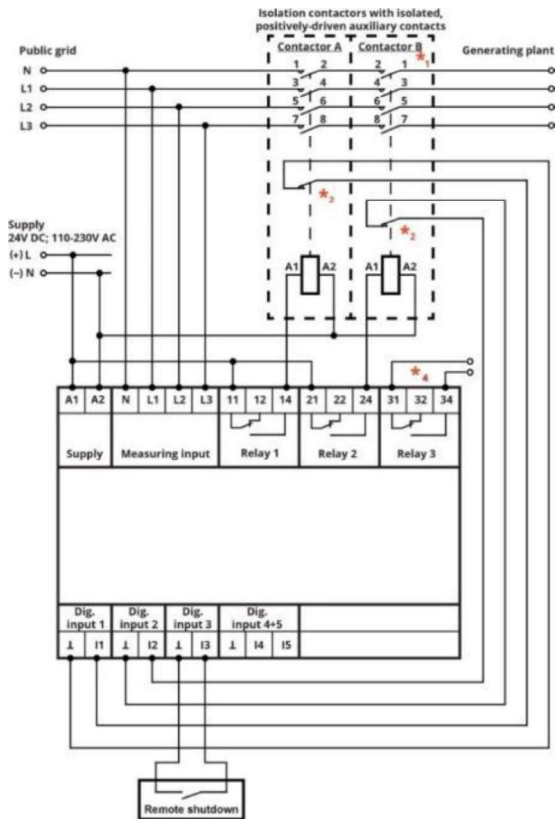 Isolation contactors with isolated,
positively-driven auxiliary contacts
Public grid
Contactor A
Contactor B
Generating plant
N
1 2
2 1
*1
L1
3 4
4 3
L2
5 6
6 5
L3
7 8
8 7
*2
*2
Supply
24V DC; 110-230V AC
(+) L
(−) N
A1 A2
A1 A2
*4
A1 A2 N L1 L2 L3 11 12 14 21 22 24 31 32 34
Supply Measuring input Relay 1 Relay 2 Relay 3
Dig. input 1
Dig. input 2
Dig. input 3
Dig. input 4+5
⊥ I1 ⊥ I2 ⊥ I3 ⊥ I4 I5
Remote shutdown